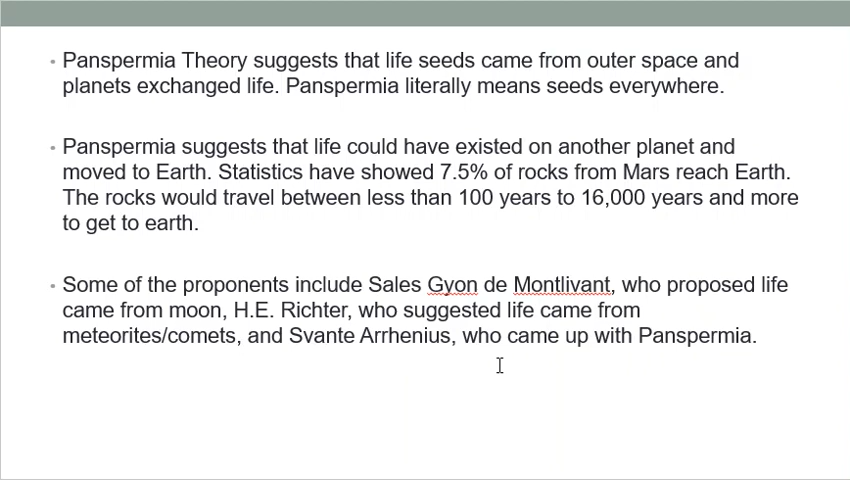 • Panspermia Theory suggests that life seeds came from outer space and
planets exchanged life. Panspermia literally means seeds everywhere.
• Panspermia suggests that life could have existed on another planet and
moved to Earth. Statistics have showed 7.5% of rocks from Mars reach Earth.
The rocks would travel between less than 100 years to 16,000 years and more
to get to earth.
• Some of the proponents include Sales Gyon de Montlivant, who proposed life
came from moon, H.E. Richter, who suggested life came from
meteorites/comets, and Svante Arrhenius, who came up with Panspermia.